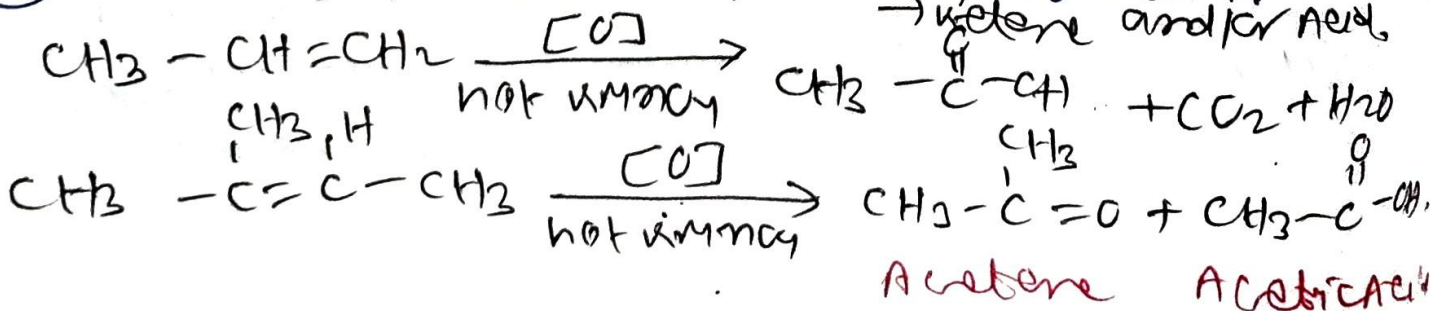 → Ketone and/or Acid.
CH3 – CH = CH2 [O] hot KMnO4 → CH3 – C – OH + CO2 + H2O
O
CH3 , H
CH3 – C = C – CH3 [O] hot KMnO4 → CH3 – C = O + CH3 – C – OH.
CH3
O
Acetone Acetic Acid